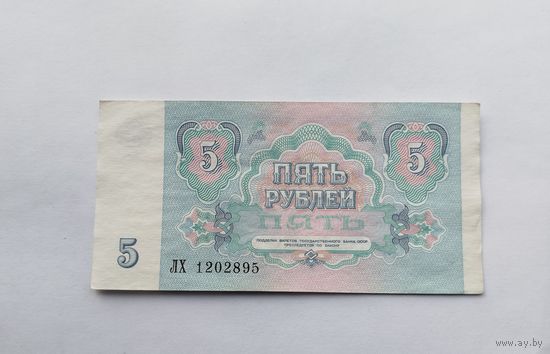 5 5
ПЯТЬ
РУБЛЕЙ
ПЯТЬ
ПОДДЕЛКА БИЛЕТОВ ГОСУДАРСТВЕННОГО БАНКА СССР
ПРЕСЛЕДУЕТСЯ ПО ЗАКОНУ
5 ЛХ 1202895
www.ay.by